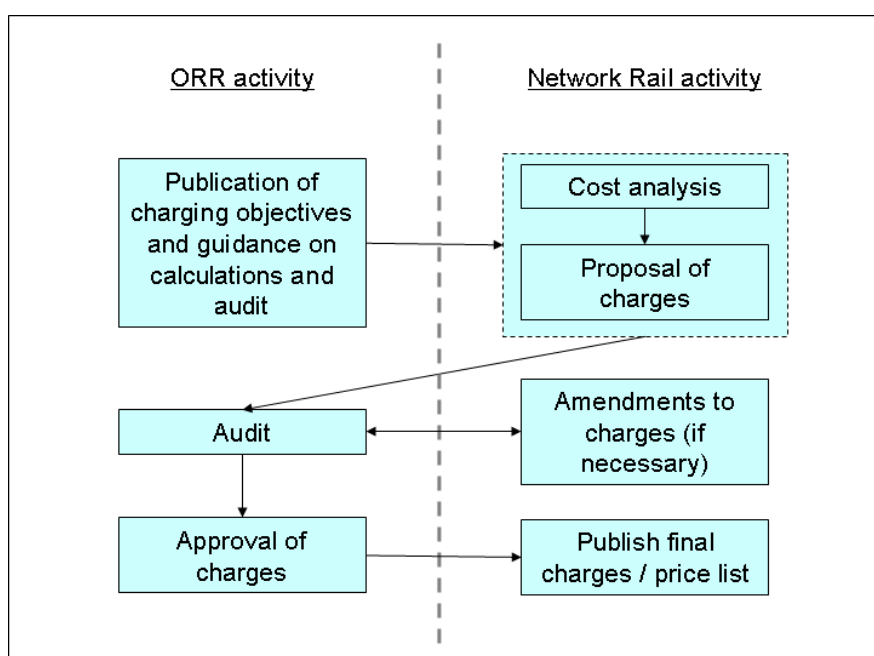 ORR activity
Network Rail activity
Publication of
charging objectives
and guidance on
calculations and
audit
Cost analysis
Proposal of
charges
Audit
Amendments to
charges (if
necessary)
Approval of
charges
Publish final
charges / price list